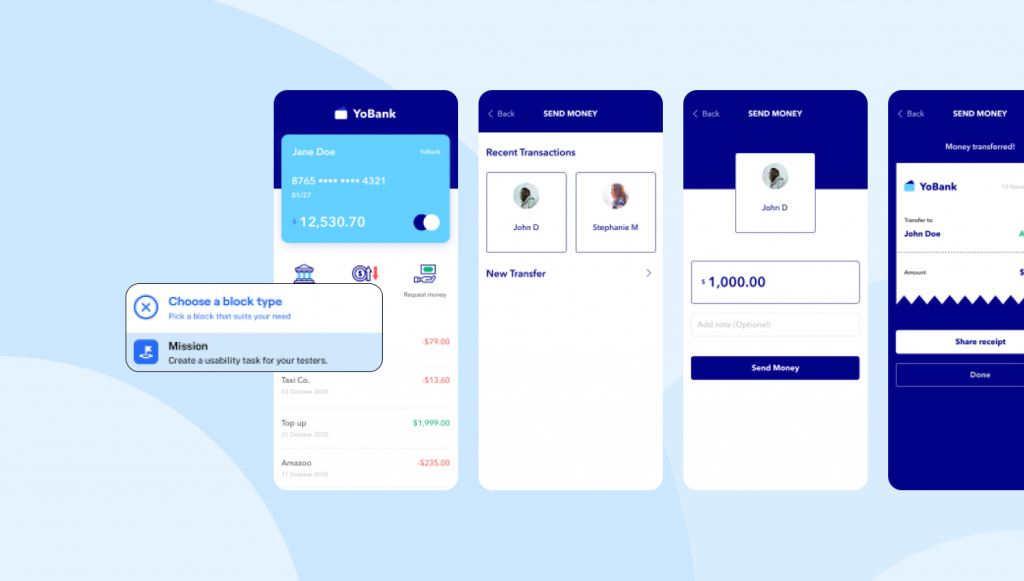 YoBank
Jane Doe
YoBank
8765 •••• •••• 4321
01/27
$ 12,530.70
Request money
Choose a block type
Pick a block that suits your need
Mission
Create a usability task for your testers.
-$79.00
Taxi Co.
-$13.60
22 October 2020
Top up
$1,999.00
21 October 2020
Amazoo
-$235.00
21 October 2020
Back
SEND MONEY
Recent Transactions
John D
Stephanie M
New Transfer
Back
SEND MONEY
John D
$ 1,000.00
Add note (Optional)
Send Money
Back
SEND MONEY
Money transferred!
YoBank
10 Nove
Transfer to
John Doe
A
Amount
$
Share receipt
Done